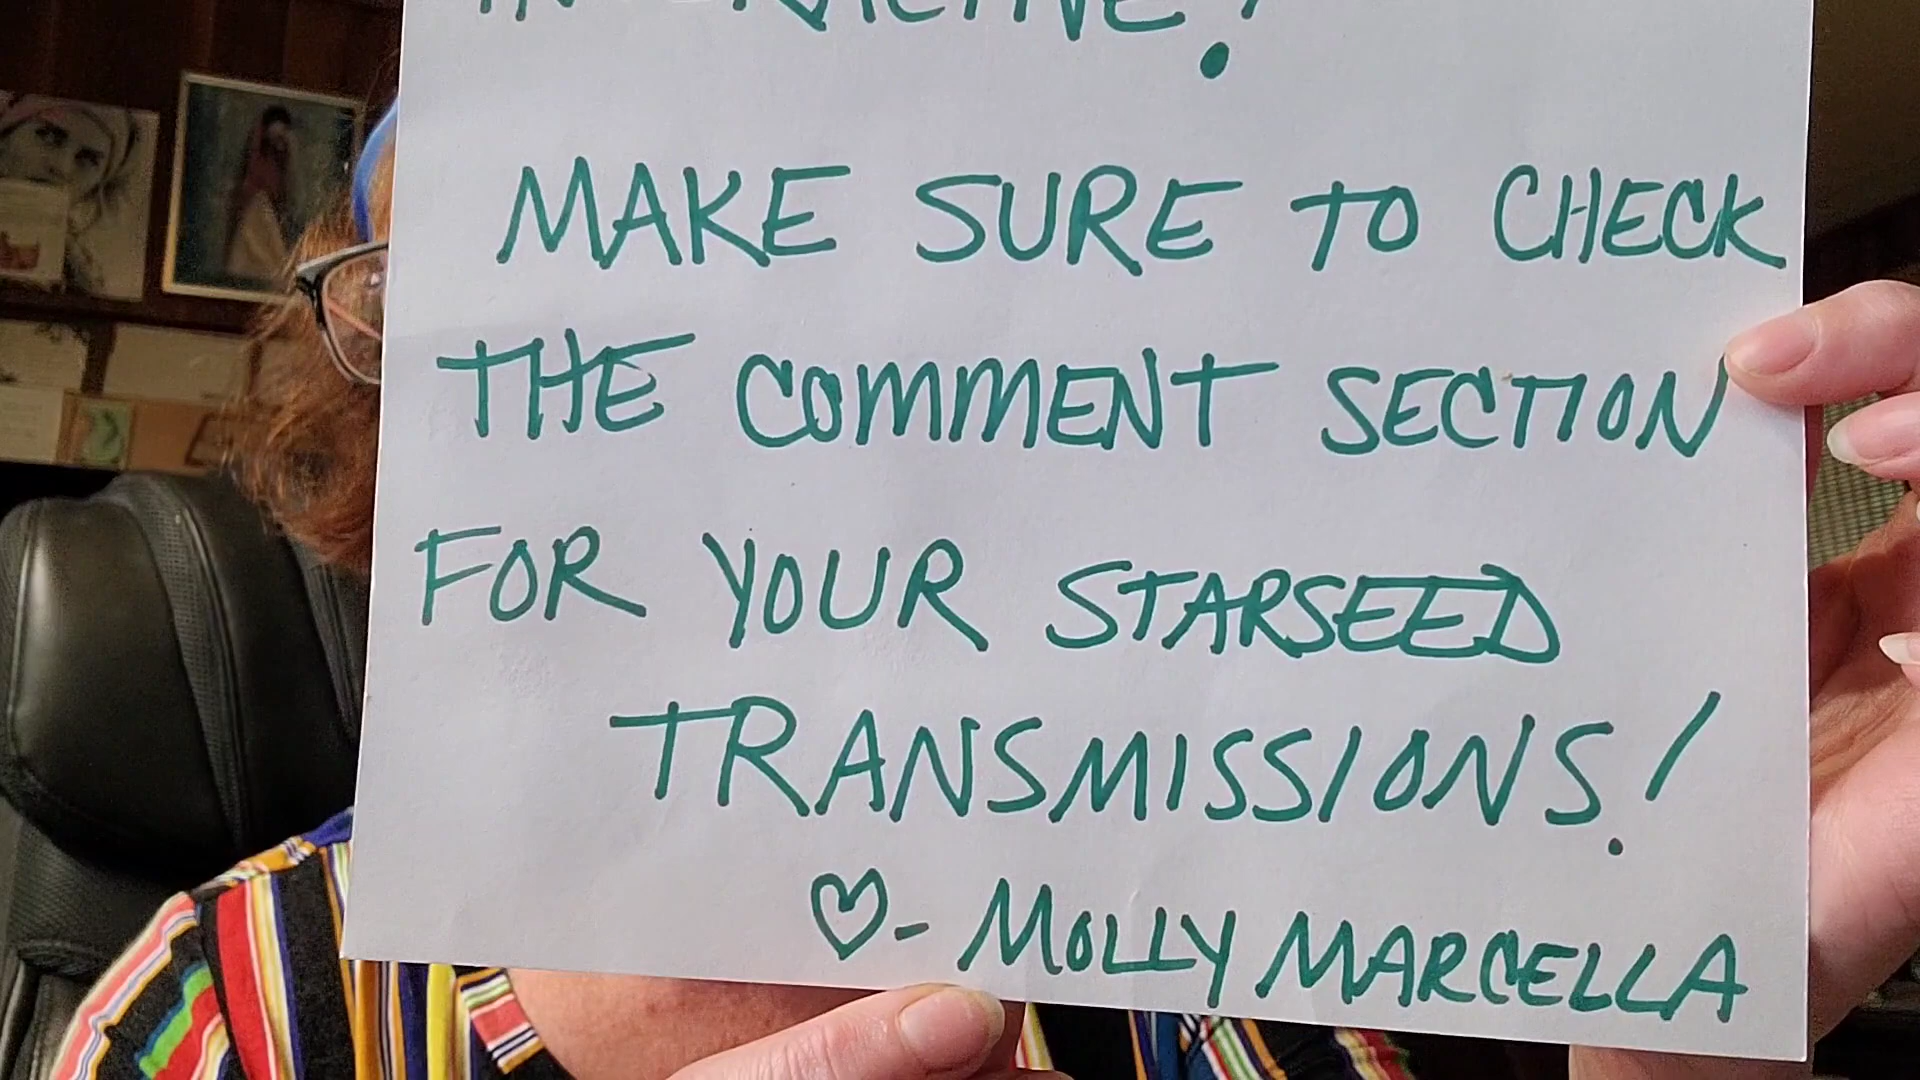 MAKE SURE TO CHECK
THE COMMENT SECTION
FOR YOUR STARSEED
TRANSMISSIONS!
♡- MOLLY MARCELLA